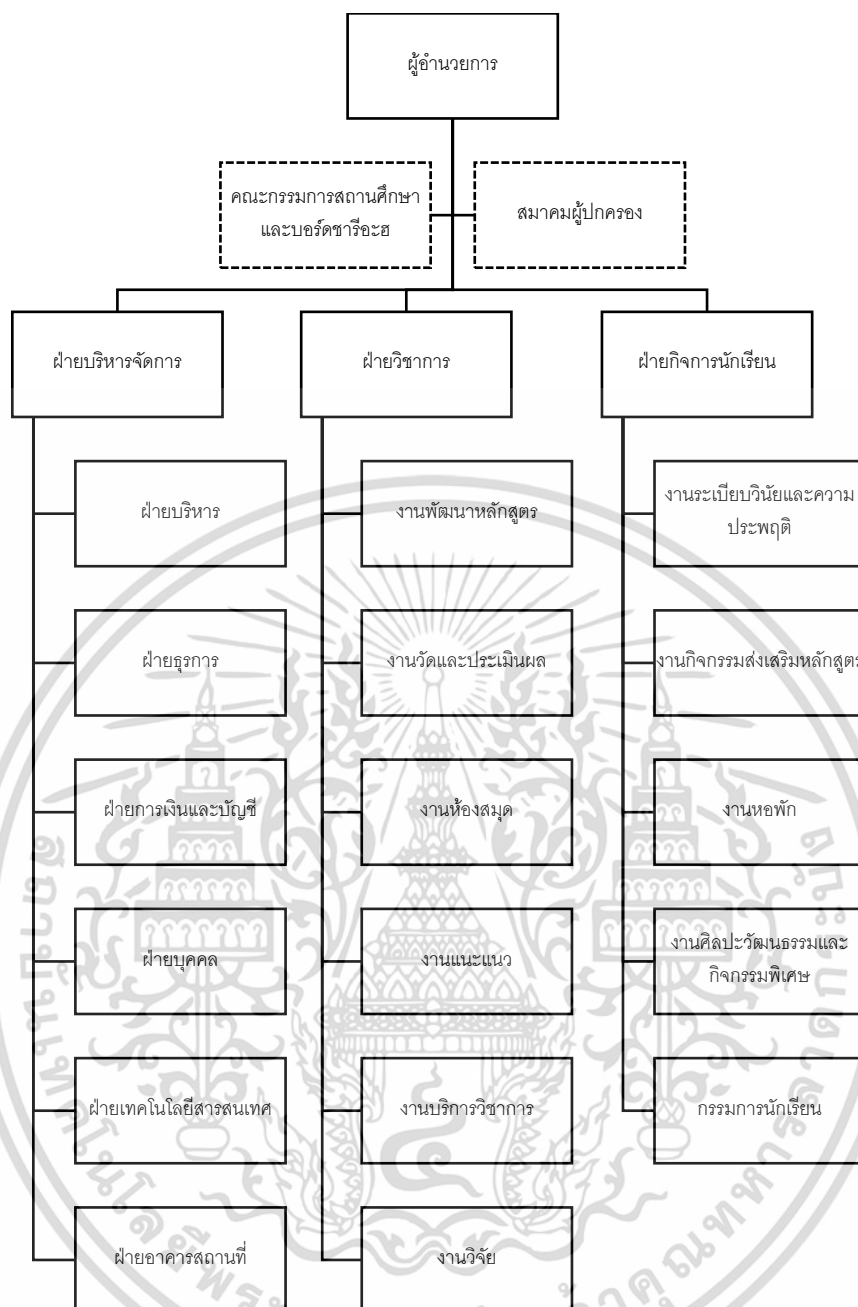 ผู้อำนวยการ
คณะกรรมการสถานศึกษา
และบอร์ดชารีอะฮ
สมาคมผู้ปกครอง
ฝ่ายบริหารจัดการ
ฝ่ายวิชาการ
ฝ่ายกิจการนักเรียน
ฝ่ายบริหาร
ฝ่ายธุรการ
ฝ่ายการเงินและบัญชี
ฝ่ายบุคคล
ฝ่ายเทคโนโลยีสารสนเทศ
ฝ่ายอาคารสถานที่
งานพัฒนาหลักสูตร
งานวัดและประเมินผล
งานห้องสมุด
งานแนะแนว
งานบริการวิชาการ
งานวิจัย
งานระเบียบวินัยและความ
ประพฤติ
งานกิจกรรมส่งเสริมหลักสูตร
งานหอพัก
งานศิลปะวัฒนธรรมและ
กิจกรรมพิเศษ
กรรมการนักเรียน